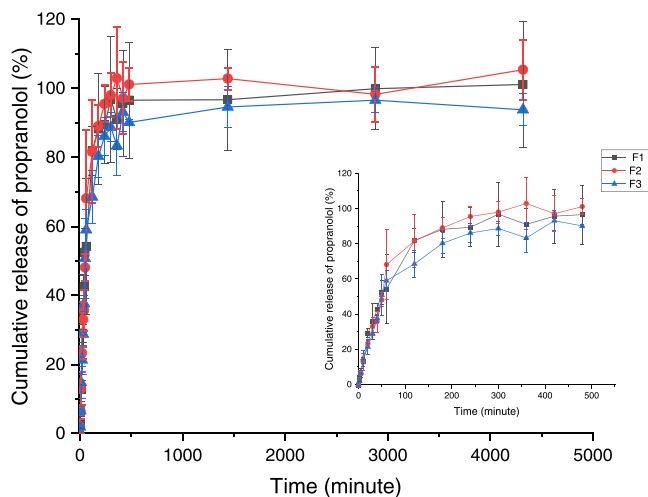 Cumulative release of propranolol (%)
120
100
80
60
40
20
0
0 1000 2000 3000 4000 5000
Time (minute)
Cumulative release of propranolol (%)
120
100
80
60
40
20
0
0 100 200 300 400 500
Time (minute)
F1
F2
F3